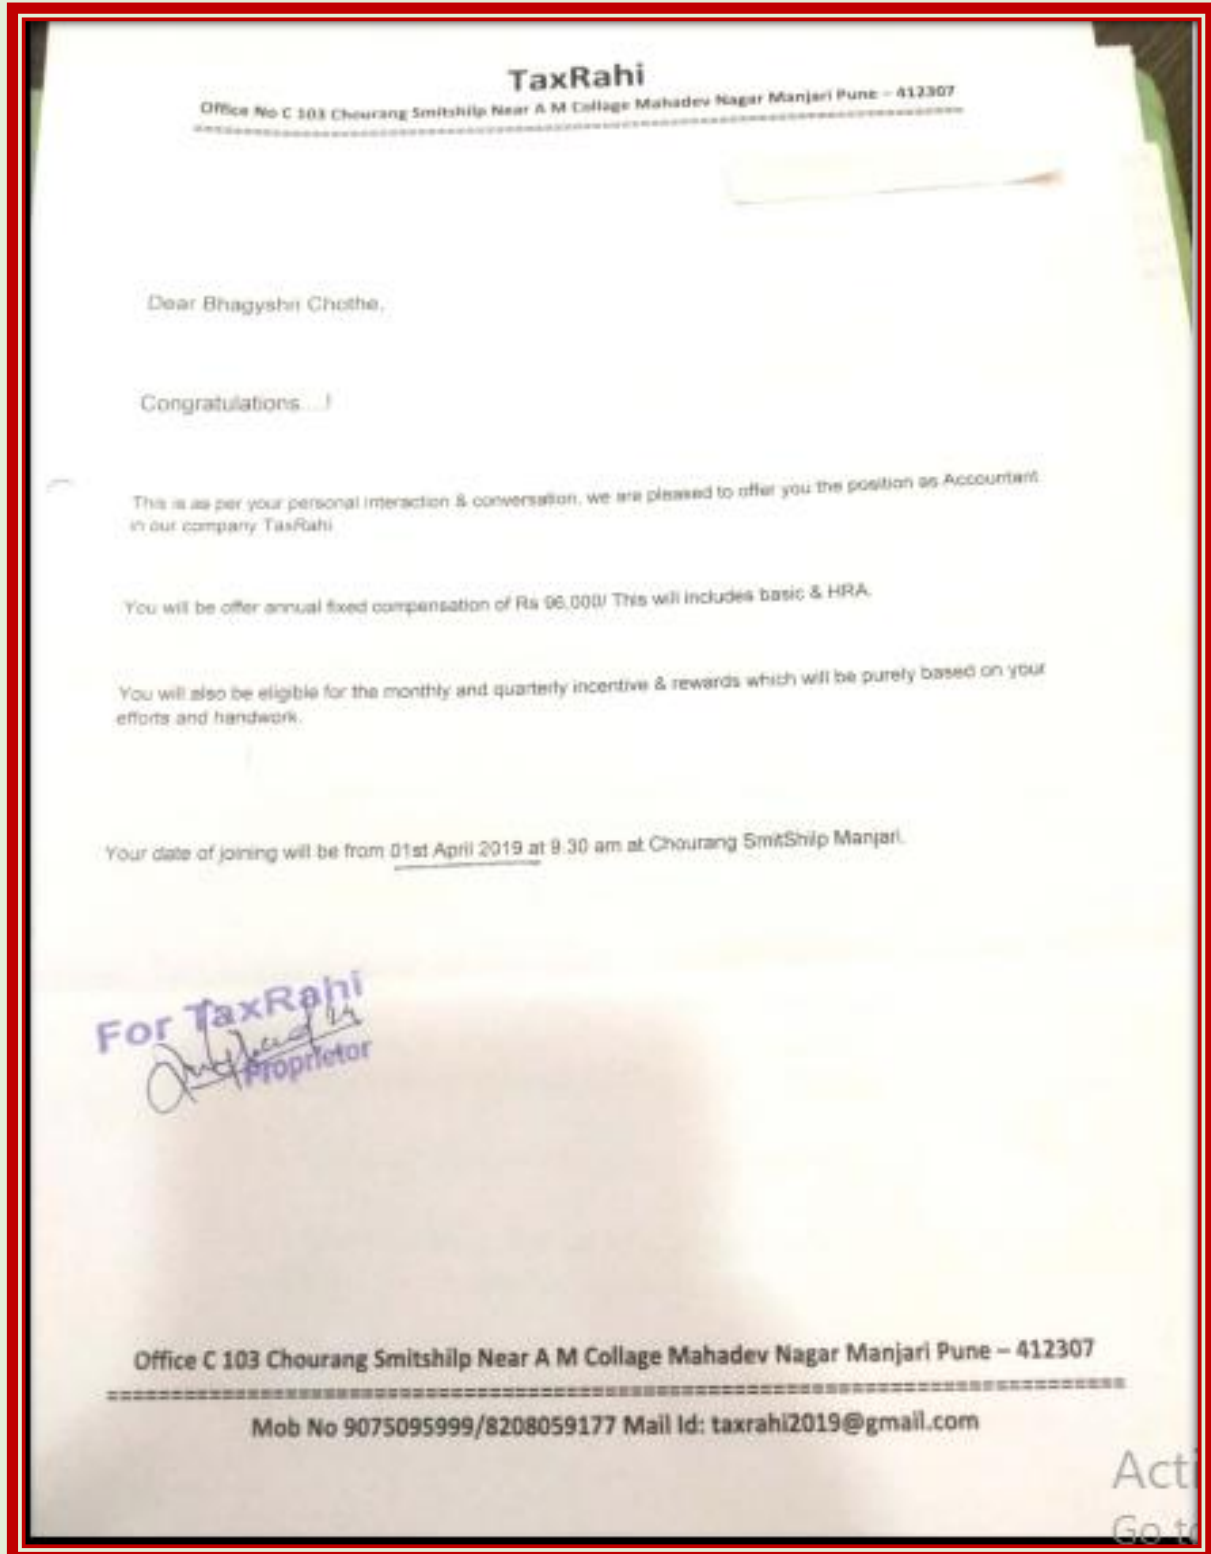 TaxRahi
Office No C 103 Chourang Smitshilp Near A M Collage Mahadev Nagar Manjari Pune – 412307
Dear Bhagyshri Chothe,
Congratulations....!
This is as per your personal interaction & conversation, we are pleased to offer you the position as Accountant
in our company TaxRahi
You will be offer annual fixed compensation of Rs 96,000/ This will includes basic & HRA.
You will also be eligible for the monthly and quarterly incentive & rewards which will be purely based on your
efforts and handwork.
Your date of joining will be from 01st April 2019 at 9.30 am at Chourang SmitShilp Manjari.
For TaxRahi
Proprietor
Office C 103 Chourang Smitshilp Near A M Collage Mahadev Nagar Manjari Pune – 412307
Mob No 9075095999/8208059177 Mail Id: taxrahi2019@gmail.com
Acti
Go to